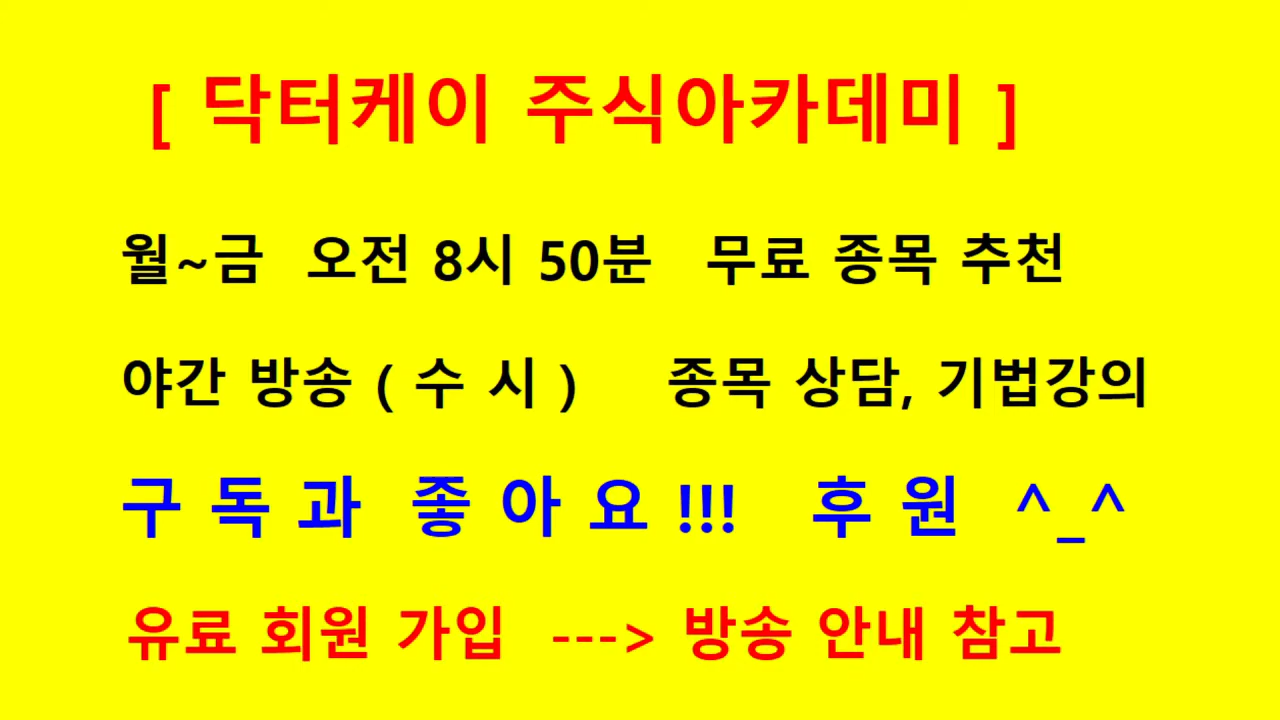 [ 닥터케이 주식아카데미 ]
월~금 오전 8시 50분 무료 종목 추천
야간 방송 ( 수 시 ) 종목 상담, 기법강의
구 독 과 좋 아 요 !!! 후 원 ^_^
유료 회원 가입 ---> 방송 안내 참고